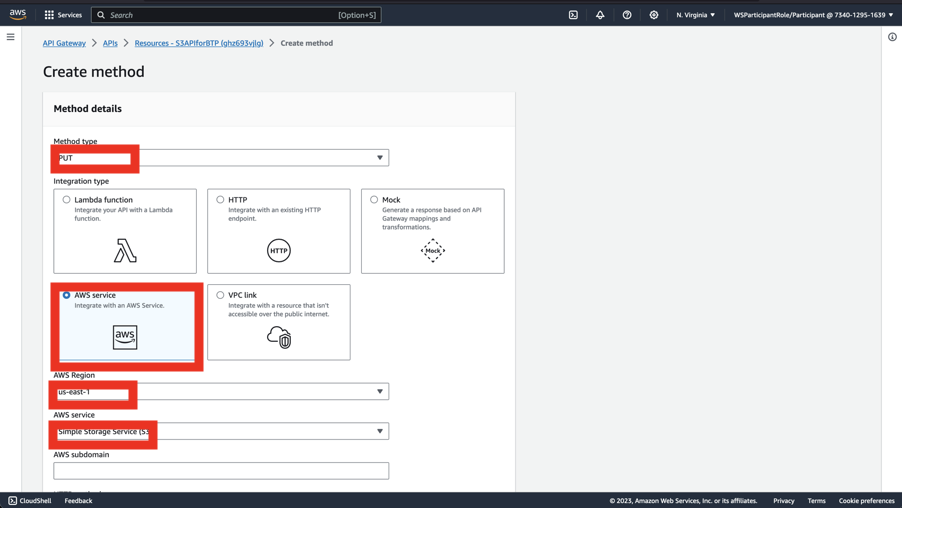 aws
Services
Search
[Option+S]
N. Virginia
WSParticipantRole/Participant @ 7340-1295-1639
API Gateway
APIs
Resources - S3APIforBTP (ghz693vjlg)
Create method
Create method
Method details
Method type
PUT
Integration type
Lambda function
Integrate your API with a Lambda
function.
HTTP
Integrate with an existing HTTP
endpoint.
HTTP
Mock
Generate a response based on API
Gateway mappings and
transformations.
Mock
AWS service
Integrate with an AWS Service.
aws
VPC link
Integrate with a resource that isn't
accessible over the public internet.
AWS Region
us-east-1
AWS service
Simple Storage Service (S3
AWS subdomain
CloudShell
Feedback
© 2023, Amazon Web Services, Inc. or its affiliates.
Privacy
Terms
Cookie preferences